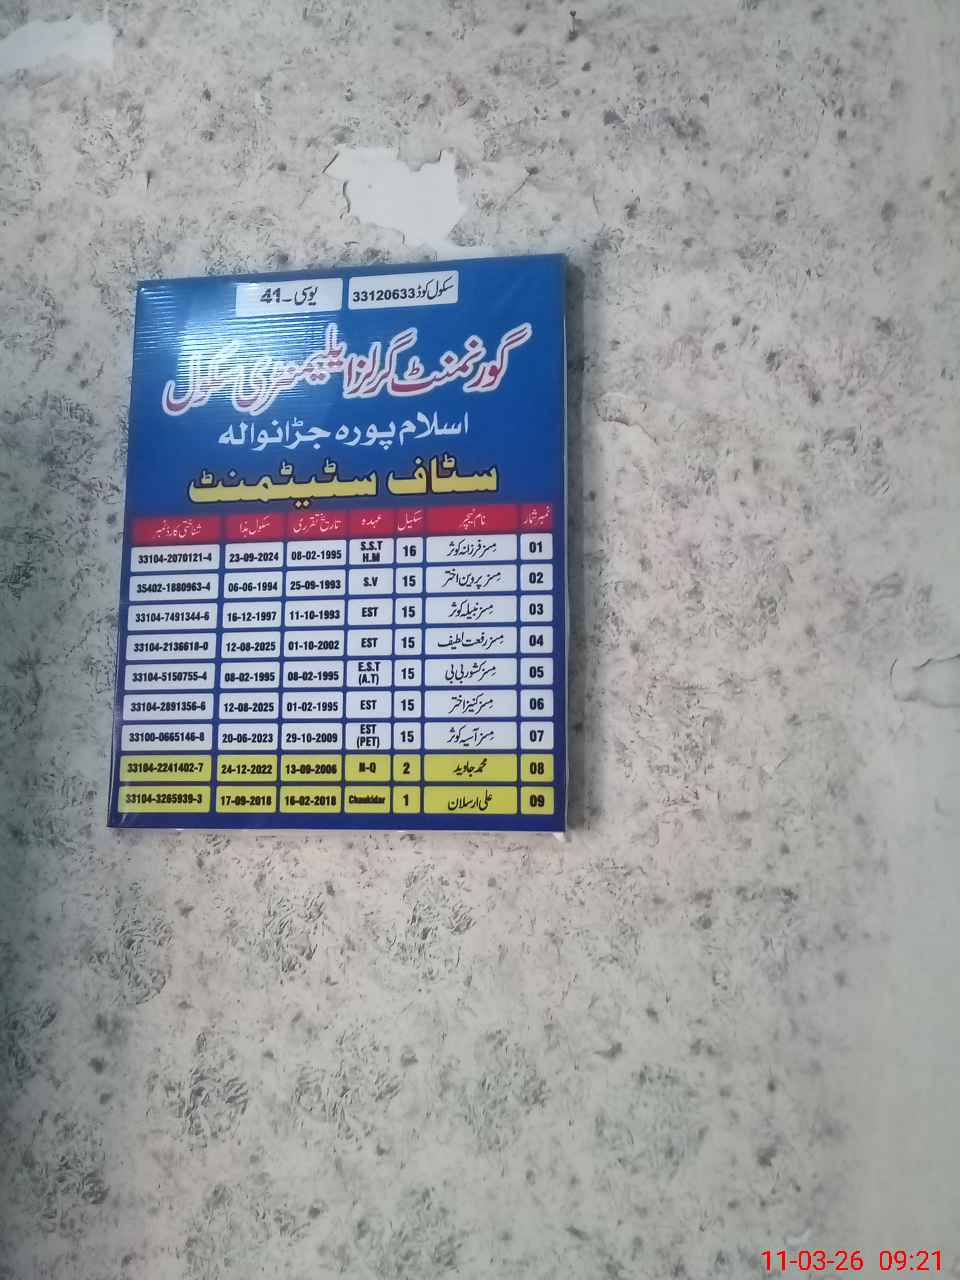 سکول کوڈ 33120633 یوسی ۔41
گورنمنٹ گرلز ایلیمنٹری سکول
اسلام پورہ جڑانوالہ
سٹاف سٹیٹمنٹ
نمبر شمار نام ٹیچر سکیل عہدہ تاریخ تقرری سکول ہذا شناختی کارڈ نمبر
01 مسز فرزانہ کوثر 16 S.S.T H.M 08-02-1995 23-09-2024 33104-2070121-4
02 مسز پروین اختر 15 S.V 25-09-1993 06-06-1994 35402-1880963-4
03 مسز نبیلہ کوثر 15 EST 11-10-1993 16-12-1997 33104-7491344-6
04 مسز رفعت لطیف 15 EST 01-10-2002 12-08-2025 33104-2136618-0
05 مسز کشور بی بی 15 E.S.T (A.T) 08-02-1995 08-02-1995 33104-5150755-4
06 مسز کنیز اختر 15 EST 01-02-1995 12-08-2025 33104-2891356-6
07 مسز آسیہ کوثر 15 EST (PET) 29-10-2009 20-06-2023 33100-0665146-8
08 محمد جاوید 2 N-Q 13-09-2006 24-12-2022 33104-2241402-7
09 علی ارسلان 1 Chaukidar 16-02-2018 17-09-2018 33104-3265939-3
11-03-26 09:21